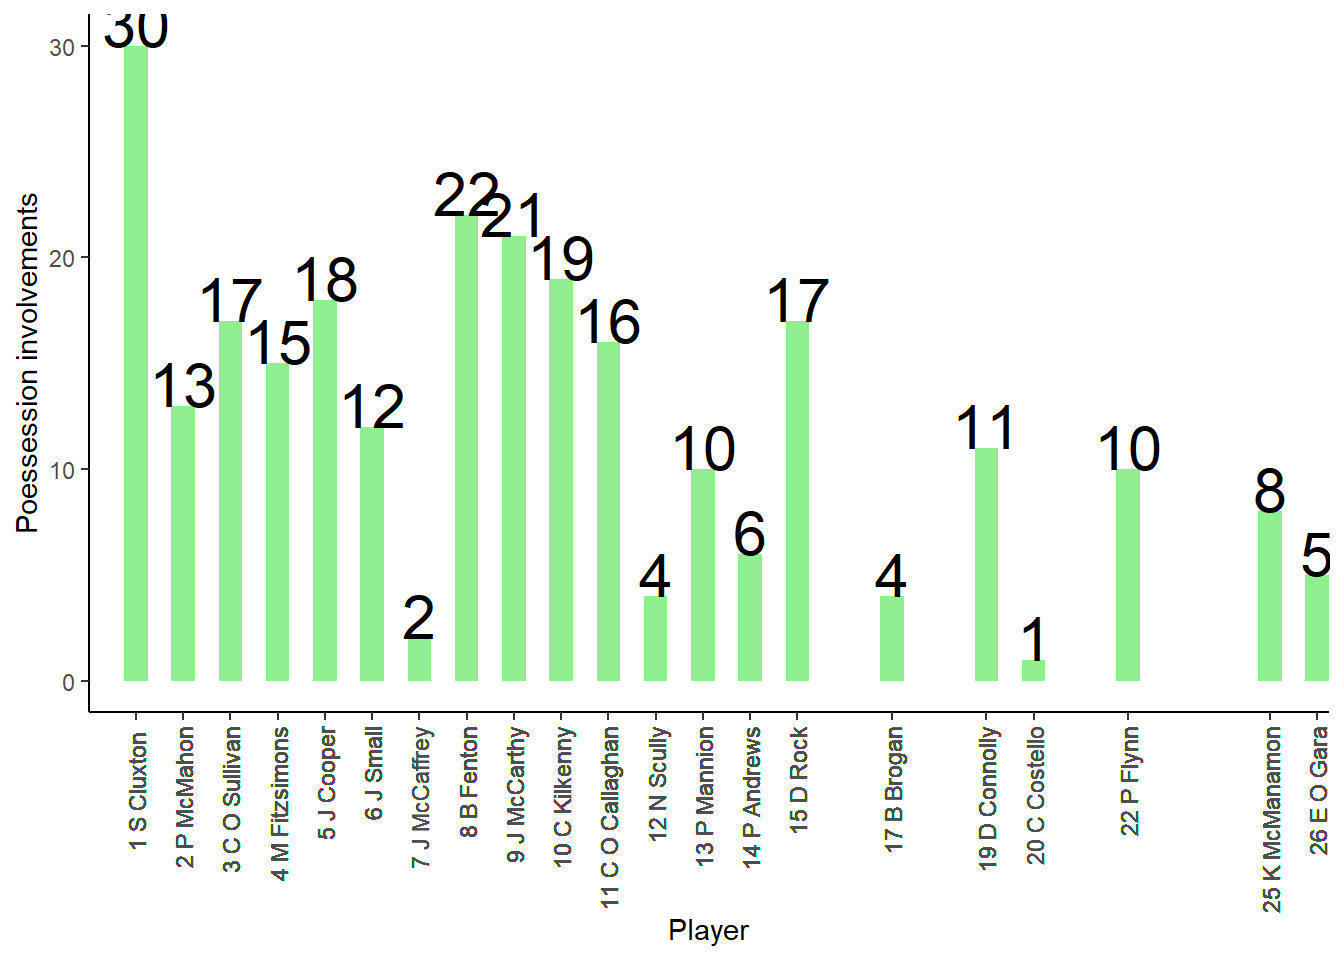 Poessession involvements
30
20
10
0
30
13
17
15
18
12
2
22
21
19
16
4
10
6
17
4
11
1
10
8
5
1 S Cluxton
2 P McMahon
3 C O Sullivan
4 M Fitzsimons
5 J Cooper
6 J Small
7 J McCaffrey
8 B Fenton
9 J McCarthy
10 C Kilkenny
11 C O Callaghan
12 N Scully
13 P Mannion
14 P Andrews
15 D Rock
17 B Brogan
19 D Connolly
20 C Costello
22 P Flynn
25 K McManamon
26 E O Gara
Player